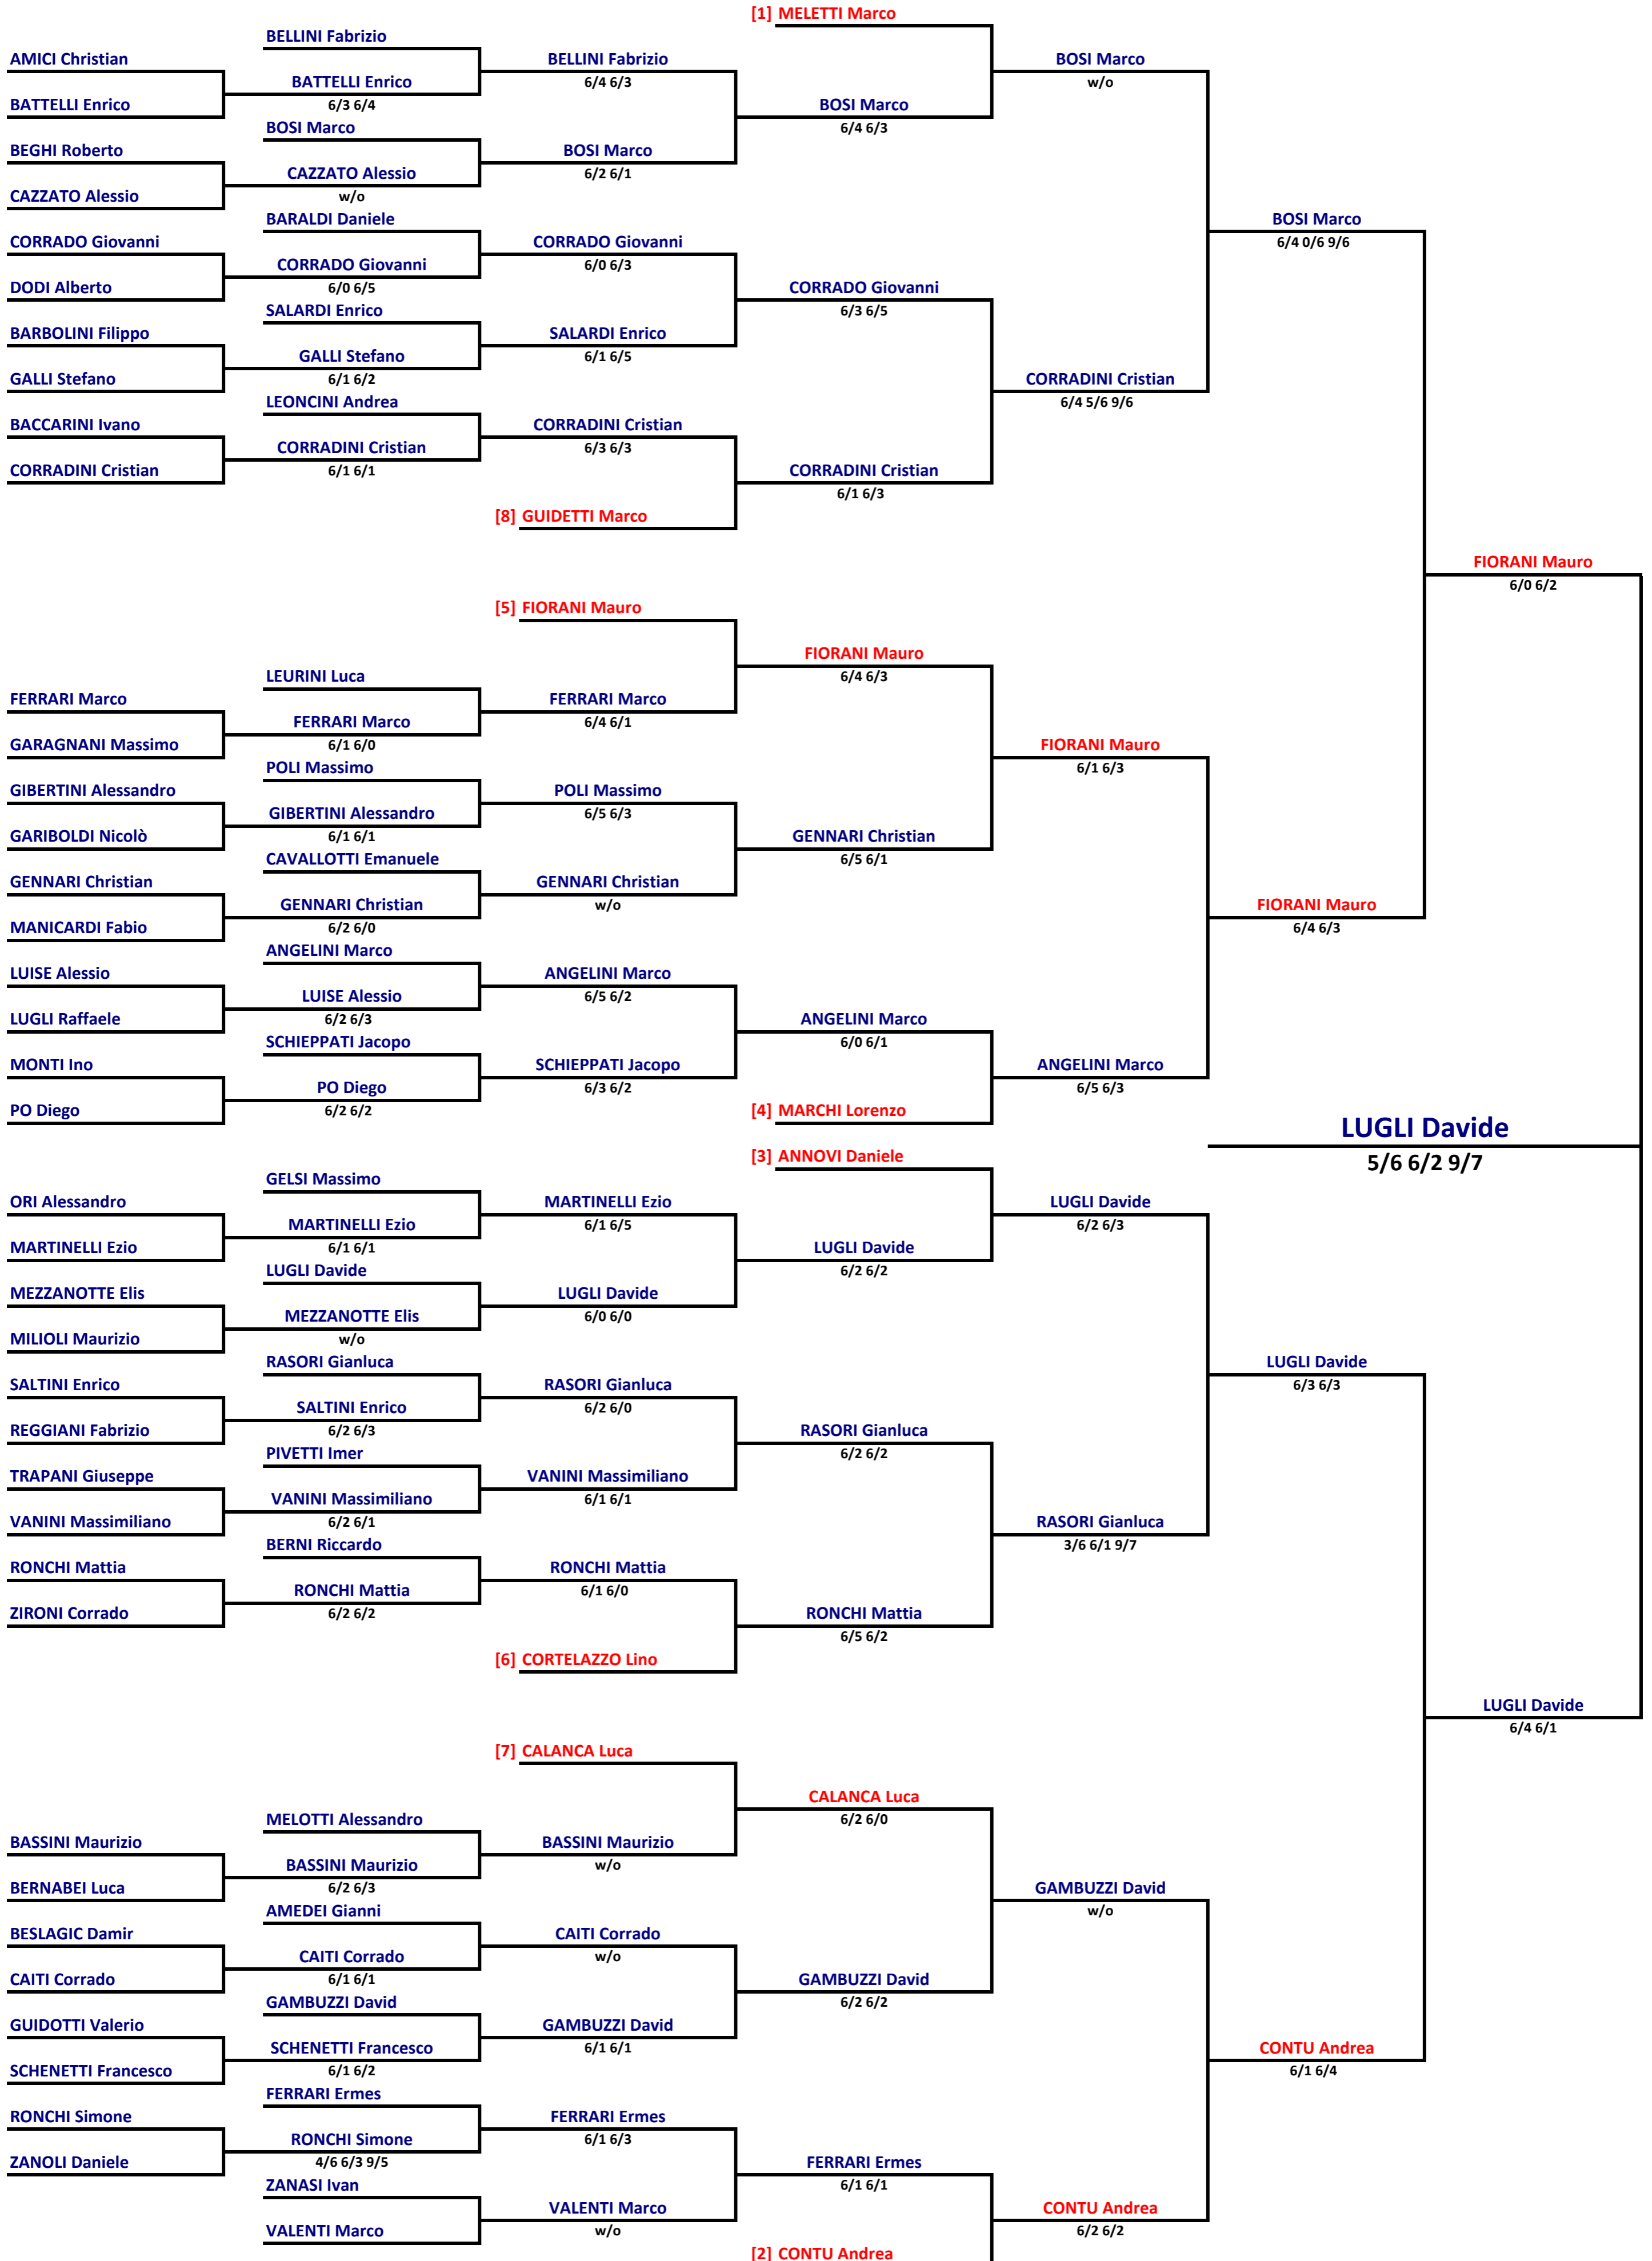 [1] MELETTI Marco
BELLINI Fabrizio
AMICI Christian
BELLINI Fabrizio
BOSI Marco
BATTELLI Enrico
6/4 6/3
w/o
BATTELLI Enrico
6/3 6/4
BOSI Marco
BOSI Marco
6/4 6/3
BEGHI Roberto
BOSI Marco
CAZZATO Alessio
6/2 6/1
CAZZATO Alessio
w/o
BARALDI Daniele
BOSI Marco
6/4 0/6 9/6
CORRADO Giovanni
CORRADO Giovanni
CORRADO Giovanni
6/0 6/3
DODI Alberto
6/0 6/5
CORRADO Giovanni
6/3 6/5
SALARDI Enrico
BARBOLINI Filippo
SALARDI Enrico
GALLI Stefano
6/1 6/5
GALLI Stefano
6/1 6/2
CORRADINI Cristian
6/4 5/6 9/6
LEONCINI Andrea
BACCARINI Ivano
CORRADINI Cristian
CORRADINI Cristian
6/3 6/3
CORRADINI Cristian
6/1 6/1
CORRADINI Cristian
6/1 6/3
[8] GUIDETTI Marco
FIORANI Mauro
6/0 6/2
[5] FIORANI Mauro
FIORANI Mauro
6/4 6/3
LEURINI Luca
FERRARI Marco
FERRARI Marco
FERRARI Marco
6/4 6/1
GARAGNANI Massimo
6/1 6/0
FIORANI Mauro
6/1 6/3
POLI Massimo
GIBERTINI Alessandro
POLI Massimo
GIBERTINI Alessandro
6/5 6/3
GARIBOLDI Nicolò
6/1 6/1
GENNARI Christian
6/5 6/1
CAVALLOTTI Emanuele
GENNARI Christian
GENNARI Christian
GENNARI Christian
w/o
FIORANI Mauro
6/4 6/3
MANICARDI Fabio
6/2 6/0
ANGELINI Marco
LUISE Alessio
ANGELINI Marco
LUISE Alessio
6/5 6/2
LUGLI Raffaele
6/2 6/3
ANGELINI Marco
6/0 6/1
SCHIEPPATI Jacopo
MONTI Ino
SCHIEPPATI Jacopo
ANGELINI Marco
PO Diego
6/3 6/2
6/5 6/3
PO Diego
6/2 6/2
[4] MARCHI Lorenzo
LUGLI Davide
5/6 6/2 9/7
[3] ANNOVI Daniele
GELSI Massimo
ORI Alessandro
MARTINELLI Ezio
LUGLI Davide
MARTINELLI Ezio
6/1 6/5
6/2 6/3
MARTINELLI Ezio
6/1 6/1
LUGLI Davide
6/2 6/2
LUGLI Davide
MEZZANOTTE Elis
LUGLI Davide
MEZZANOTTE Elis
6/0 6/0
MILIOLI Maurizio
w/o
RASORI Gianluca
LUGLI Davide
6/3 6/3
SALTINI Enrico
RASORI Gianluca
SALTINI Enrico
6/2 6/0
REGGIANI Fabrizio
6/2 6/3
RASORI Gianluca
6/2 6/2
PIVETTI Imer
TRAPANI Giuseppe
VANINI Massimiliano
VANINI Massimiliano
6/1 6/1
VANINI Massimiliano
6/2 6/1
RASORI Gianluca
3/6 6/1 9/7
BERNI Riccardo
RONCHI Mattia
RONCHI Mattia
RONCHI Mattia
6/1 6/0
ZIRONI Corrado
6/2 6/2
RONCHI Mattia
6/5 6/2
[6] CORTELAZZO Lino
LUGLI Davide
6/4 6/1
[7] CALANCA Luca
CALANCA Luca
6/2 6/0
MELOTTI Alessandro
BASSINI Maurizio
BASSINI Maurizio
BASSINI Maurizio
w/o
BERNABEI Luca
6/2 6/3
GAMBUZZI David
w/o
AMEDEI Gianni
BESLAGIC Damir
CAITI Corrado
CAITI Corrado
w/o
CAITI Corrado
6/1 6/1
GAMBUZZI David
6/2 6/2
GAMBUZZI David
GUIDOTTI Valerio
GAMBUZZI David
SCHENETTI Francesco
6/1 6/1
CONTU Andrea
6/1 6/4
SCHENETTI Francesco
6/1 6/2
FERRARI Ermes
RONCHI Simone
FERRARI Ermes
RONCHI Simone
6/1 6/3
ZANOLI Daniele
4/6 6/3 9/5
FERRARI Ermes
6/1 6/1
ZANASI Ivan
VALENTI Marco
CONTU Andrea
VALENTI Marco
w/o
6/2 6/2
[2] CONTU Andrea